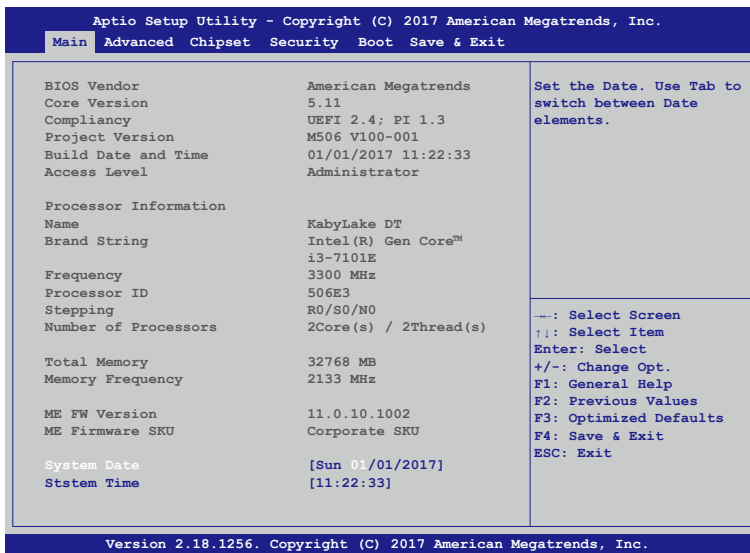 Aptio Setup Utility - Copyright (C) 2017 American Megatrends, Inc.
Main Advanced Chipset Security Boot Save & Exit
BIOS Vendor American Megatrends
Core Version 5.11
Compliancy UEFI 2.4; PI 1.3
Project Version M506 V100-001
Build Date and Time 01/01/2017 11:22:33
Access Level Administrator
Processor Information
Name KabyLake DT
Brand String Intel(R) Gen Core™
i3-7101E
Frequency 3300 MHz
Processor ID 506E3
Stepping R0/S0/N0
Number of Processors 2Core(s) / 2Thread(s)
Total Memory 32768 MB
Memory Frequency 2133 MHz
ME FW Version 11.0.10.1002
ME Firmware SKU Corporate SKU
System Date [Sun 01/01/2017]
Ststem Time [11:22:33]
Set the Date. Use Tab to
switch between Date
elements.
→←: Select Screen
↑↓: Select Item
Enter: Select
+/-: Change Opt.
F1: General Help
F2: Previous Values
F3: Optimized Defaults
F4: Save & Exit
ESC: Exit
Version 2.18.1256. Copyright (C) 2017 American Megatrends, Inc.